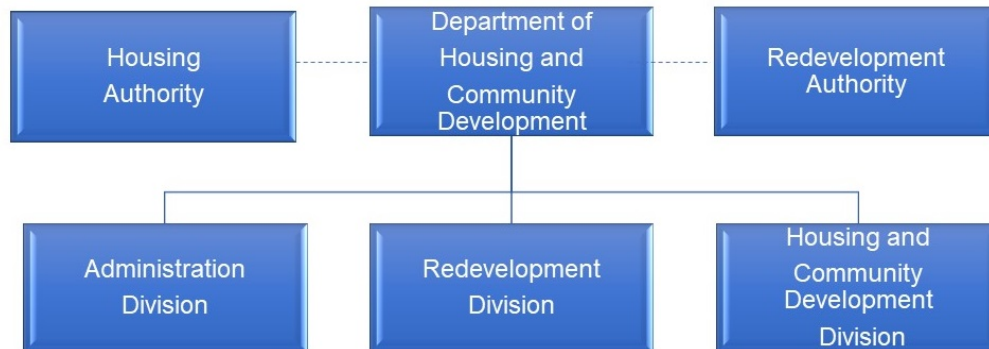 Housing
Authority
Department of
Housing and
Community
Development
Redevelopment
Authority
Administration
Division
Redevelopment
Division
Housing and
Community
Development
Division